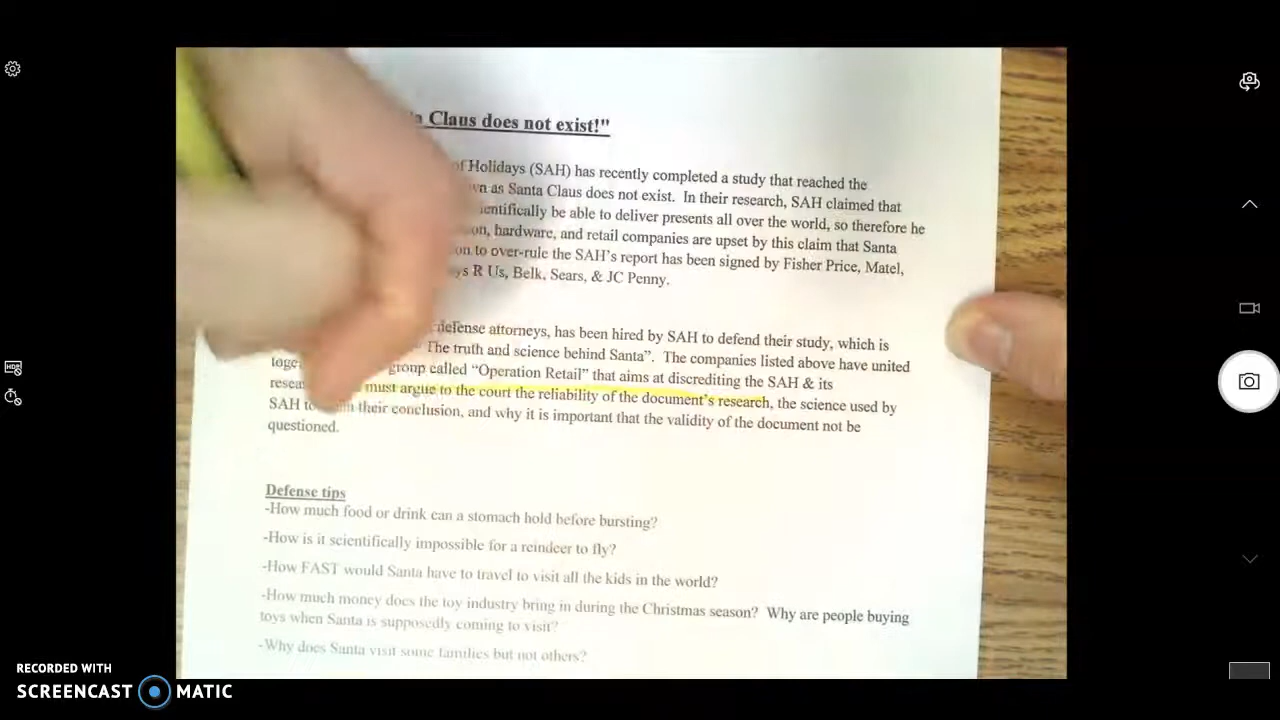 Claus does not exist!"
of Holidays (SAH) has recently completed a study that reached the
as Santa Claus does not exist. In their research, SAH claimed that
be able to deliver presents all over the world, so therefore he
hardware, and retail companies are upset by this claim that Santa
to over-rule the SAH's report has been signed by Fisher Price, Matel,
R Us, Belk, Sears, & JC Penny.
defense attorneys, has been hired by SAH to defend their study, which is
The truth and science behind Santa". The companies listed above have united
group called "Operation Retail" that aims at discrediting the SAH & its
must argue to the court the reliability of the document's research, the science used by
SAH to their conclusion, and why it is important that the validity of the document not be
questioned.
Defense tips
-How much food or drink can a stomach hold before bursting?
-How is it scientifically impossible for a reindeer to fly?
-How FAST would Santa have to travel to visit all the kids in the world?
-How much money does the toy industry bring in during the Christmas season? Why are people buying
toys when Santa is supposedly coming to visit?
-Why does Santa visit some families but not others?
RECORDED WITH
SCREENCAST MATIC